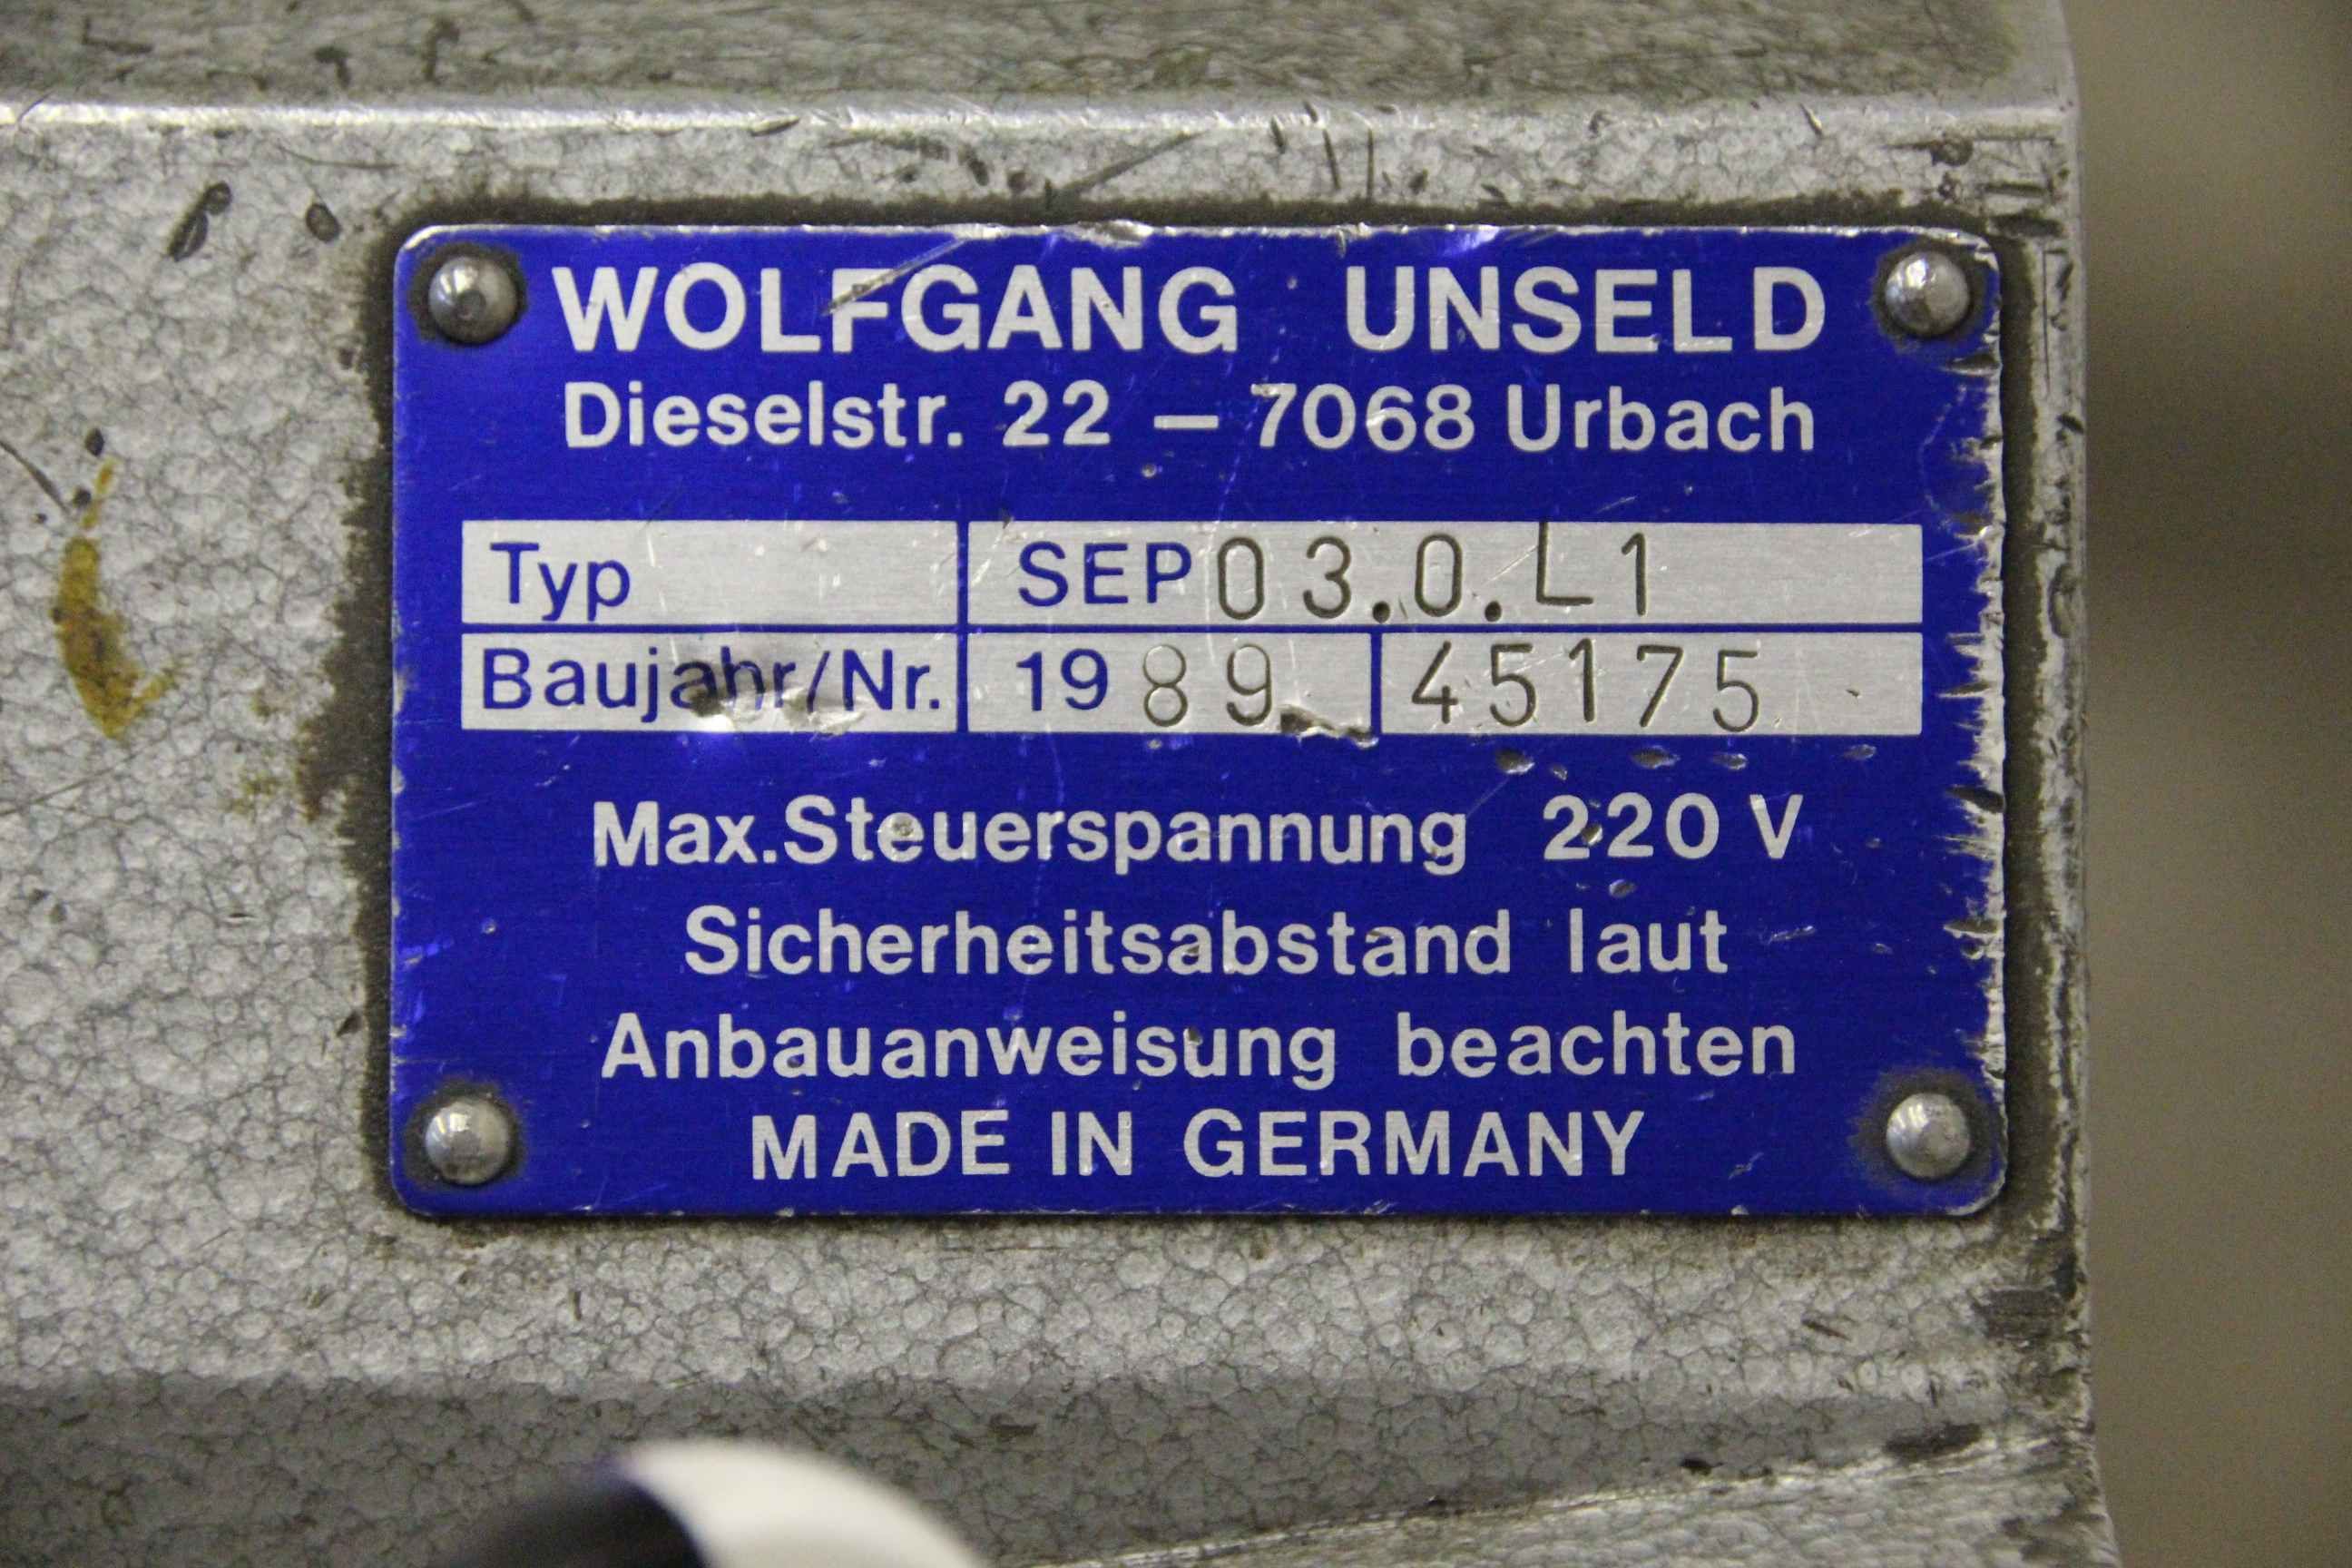 WOLFGANG UNSELD
Dieselstr. 22 – 7068 Urbach
Typ SEP 03.0.L1
Baujahr/Nr. 1989 45175
Max.Steuerspannung 220 V
Sicherheitsabstand laut
Anbauanweisung beachten
MADE IN GERMANY